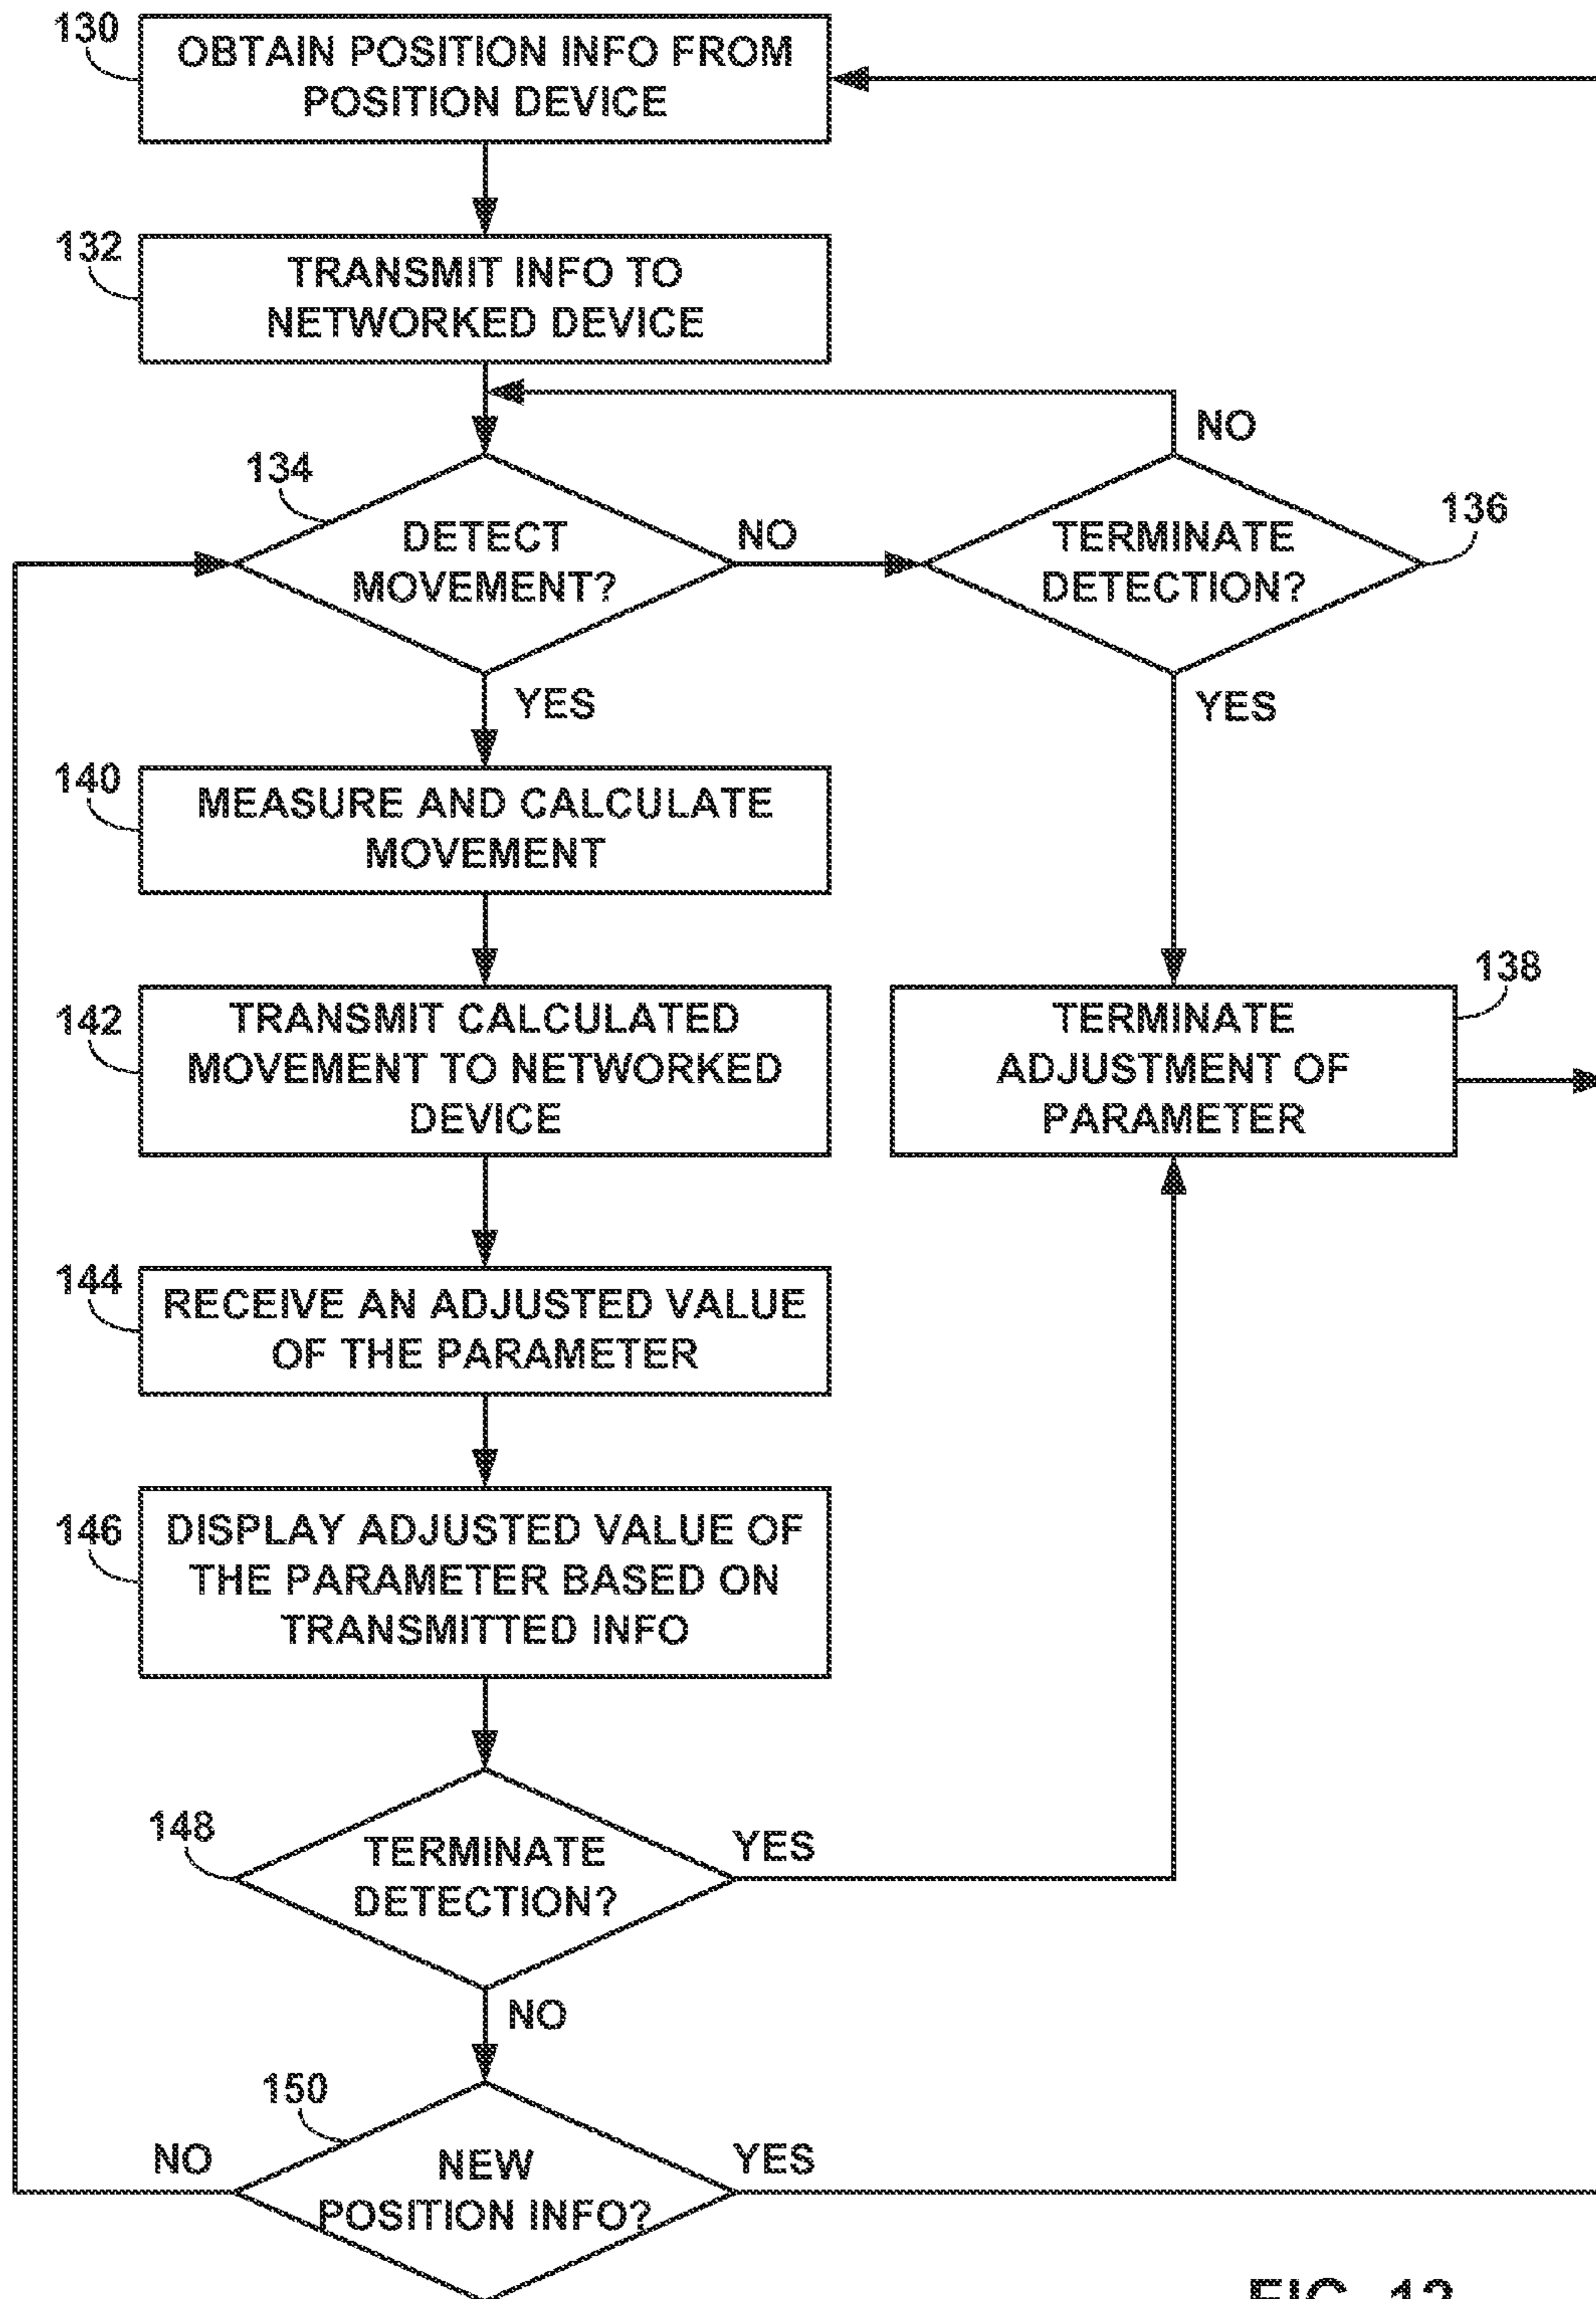 130
OBTAIN POSITION INFO FROM
POSITION DEVICE
132
TRANSMIT INFO TO
NETWORKED DEVICE
NO
134
DETECT
MOVEMENT?
NO
TERMINATE
DETECTION?
136
YES
YES
140
MEASURE AND CALCULATE
MOVEMENT
142
TRANSMIT CALCULATED
MOVEMENT TO NETWORKED
DEVICE
138
TERMINATE
ADJUSTMENT OF
PARAMETER
144
RECEIVE AN ADJUSTED VALUE
OF THE PARAMETER
146
DISPLAY ADJUSTED VALUE OF
THE PARAMETER BASED ON
TRANSMITTED INFO
148
TERMINATE
DETECTION?
YES
NO
150
NO
NEW
POSITION INFO?
YES
FIG.